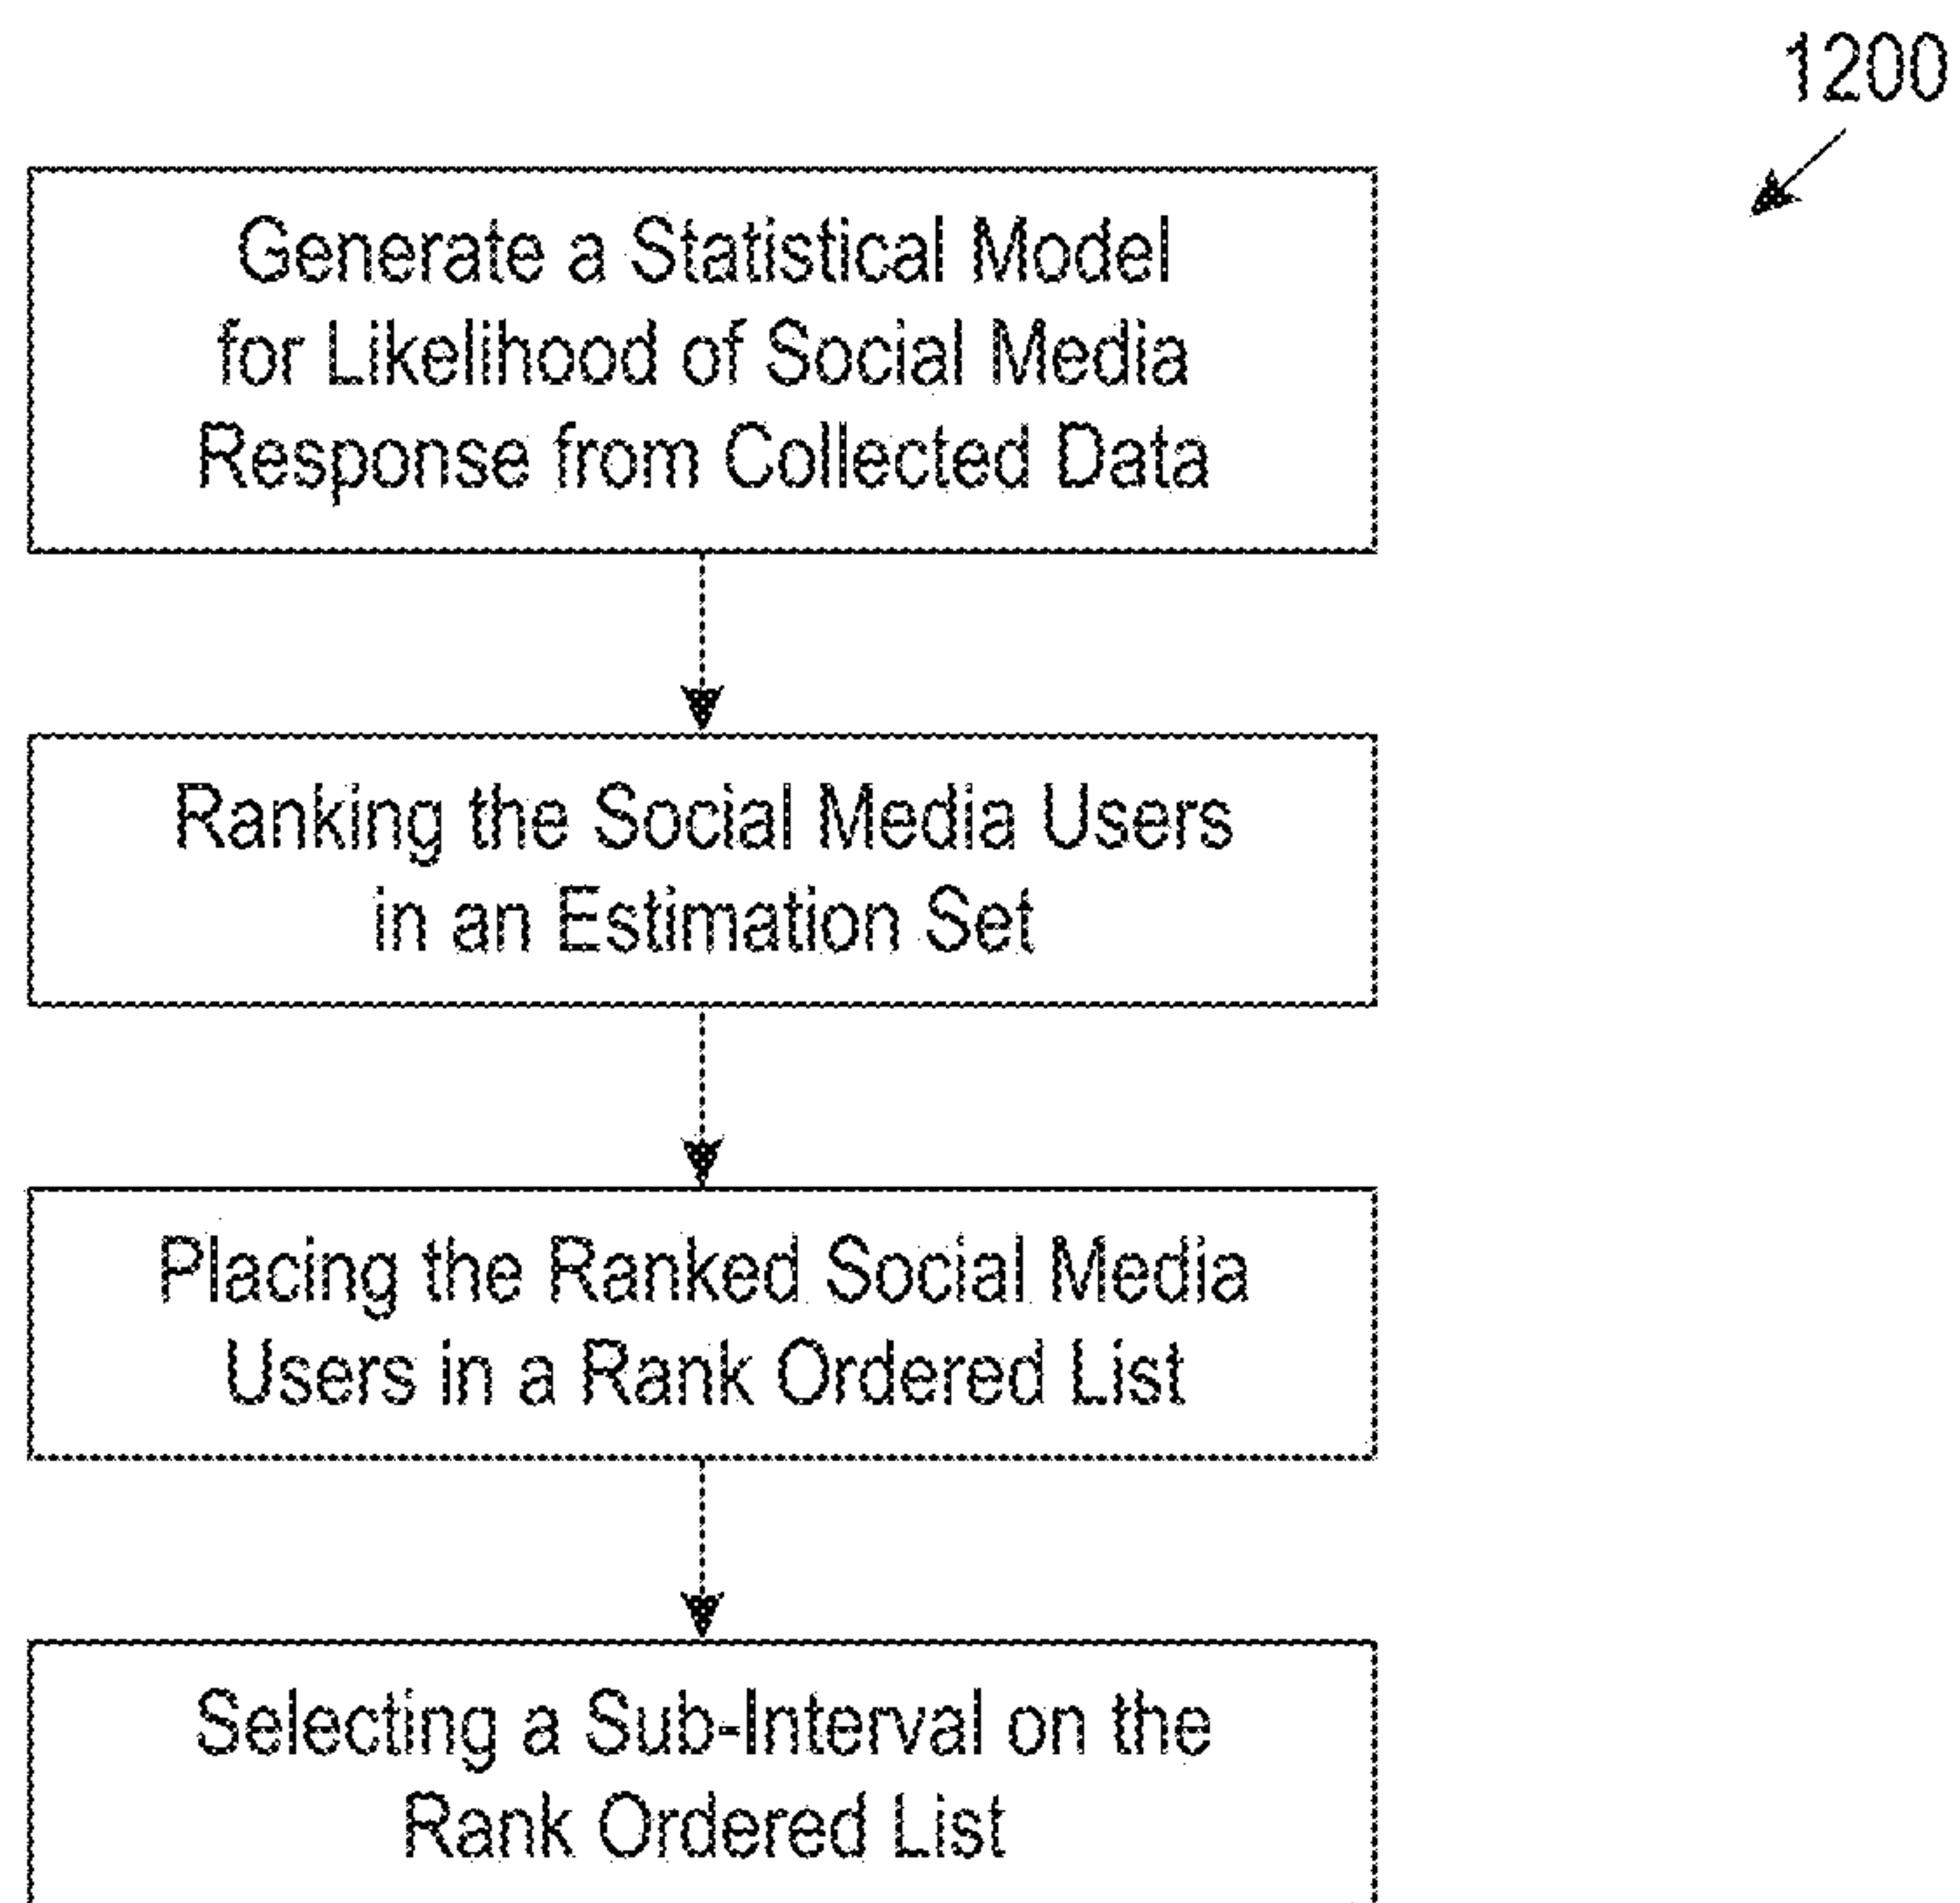 1200
Generate a Statistical Model
for Likelihood of Social Media
Response from Collected Data
Ranking the Social Media Users
in an Estimation Set
Placing the Ranked Social Media
Users in a Rank Ordered List
Selecting a Sub-Interval on the
Rank Ordered List